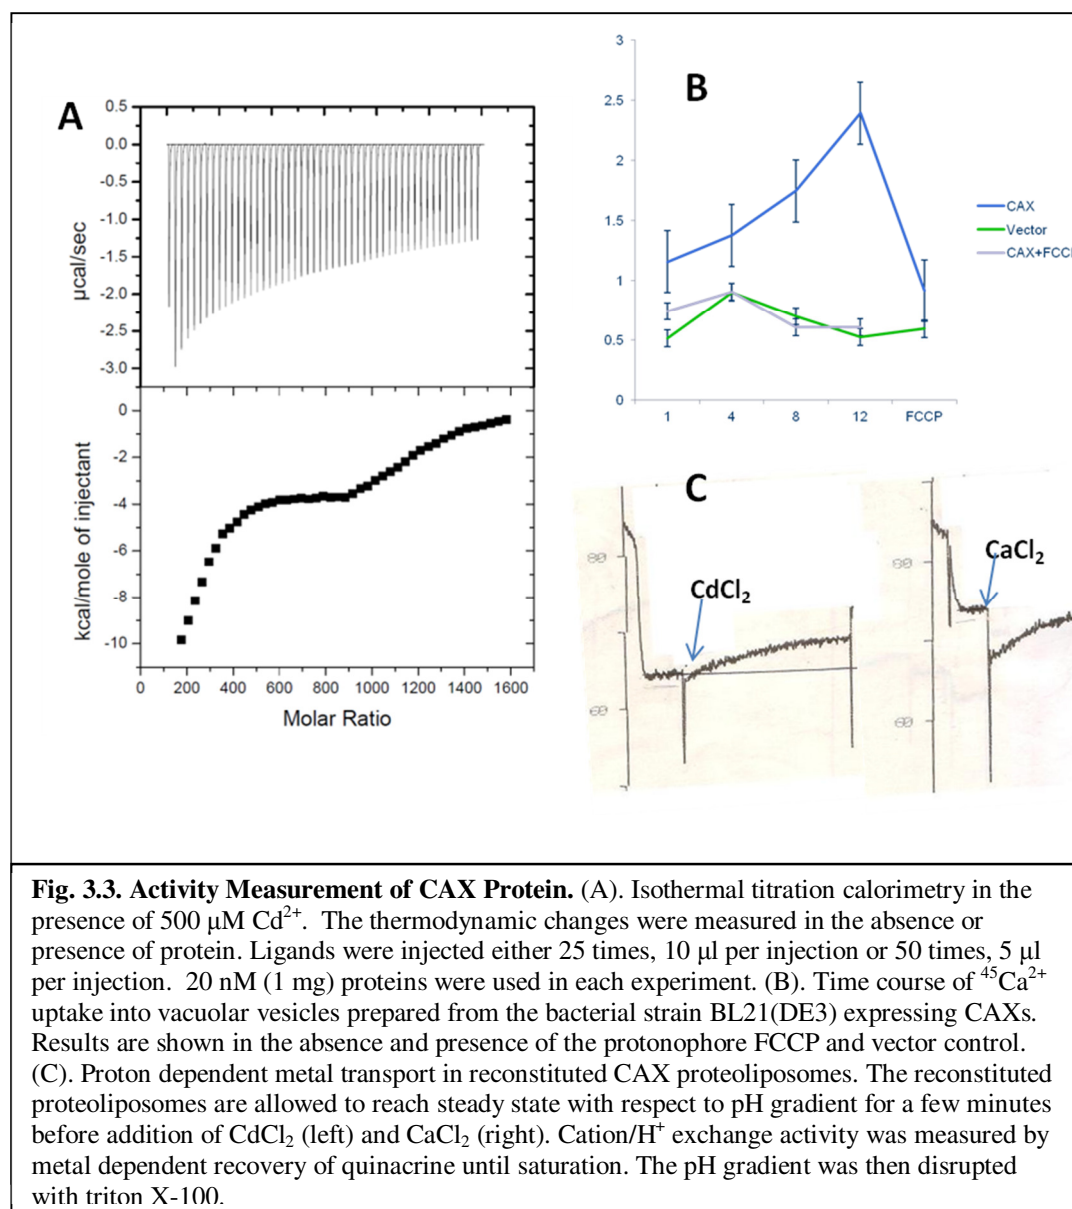 A
0.5
0.0
-0.5
-1.0
-1.5
-2.0
-2.5
-3.0
µcal/sec
0
-2
-4
-6
-8
-10
kcal/mole of injectant
0 200 400 600 800 1000 1200 1400 1600
Molar Ratio
B
3
2.5
2
1.5
1
0.5
0
1 4 8 12 FCCP
CAX
Vector
CAX+FCC
C
80
60
CdCl2
80
60
CaCl2
Fig. 3.3. Activity Measurement of CAX Protein. (A). Isothermal titration calorimetry in the
presence of 500 µM Cd2+. The thermodynamic changes were measured in the absence or
presence of protein. Ligands were injected either 25 times, 10 µl per injection or 50 times, 5 µl
per injection. 20 nM (1 mg) proteins were used in each experiment. (B). Time course of 45Ca2+
uptake into vacuolar vesicles prepared from the bacterial strain BL21(DE3) expressing CAXs.
Results are shown in the absence and presence of the protonophore FCCP and vector control.
(C). Proton dependent metal transport in reconstituted CAX proteoliposomes. The reconstituted
proteoliposomes are allowed to reach steady state with respect to pH gradient for a few minutes
before addition of CdCl2 (left) and CaCl2 (right). Cation/H+ exchange activity was measured by
metal dependent recovery of quinacrine until saturation. The pH gradient was then disrupted
with triton X-100.